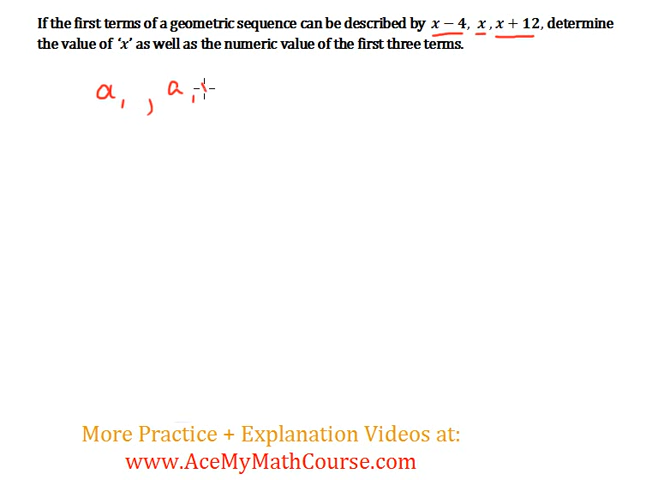 If the first terms of a geometric sequence can be described by x − 4, x , x + 12, determine
the value of ‘x’ as well as the numeric value of the first three terms.
a₁ , a₁
More Practice + Explanation Videos at:
www.AceMyMathCourse.com